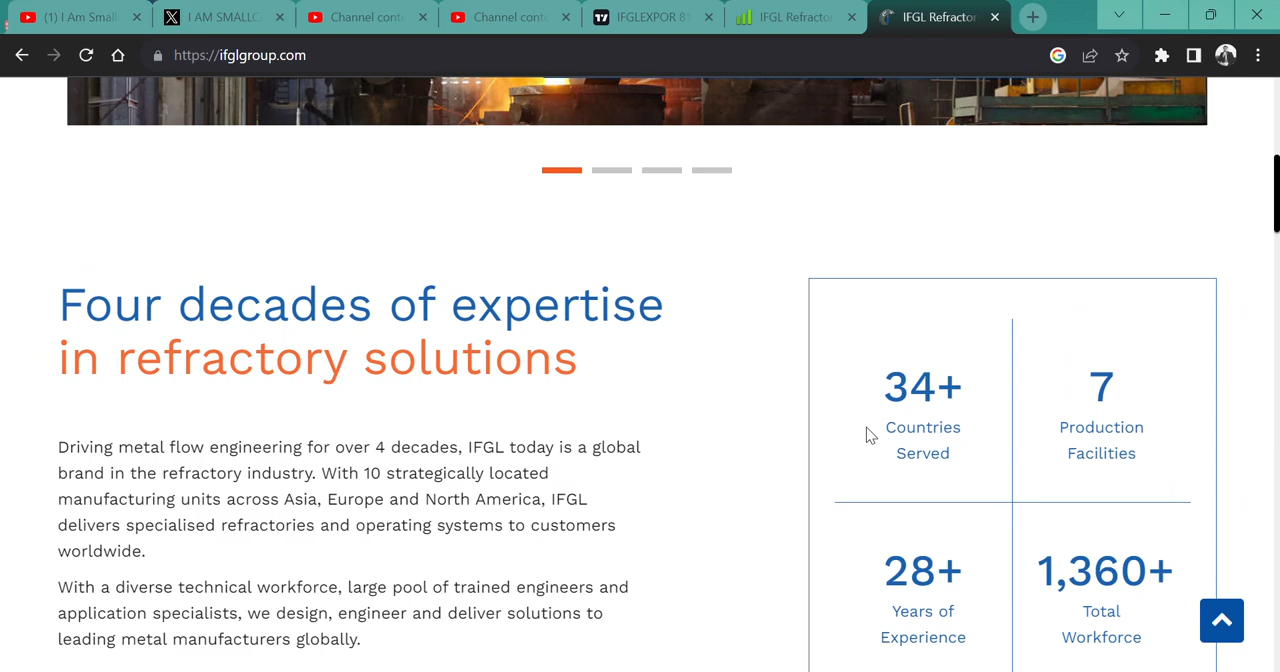 (1) I Am Small
I AM SMALLC
Channel conte
Channel conte
IFGLEXPOR 81
IFGL Refractor
IFGL Refractor
https://ifglgroup.com
Four decades of expertise
in refractory solutions
Driving metal flow engineering for over 4 decades, IFGL today is a global
brand in the refractory industry. With 10 strategically located
manufacturing units across Asia, Europe and North America, IFGL
delivers specialised refractories and operating systems to customers
worldwide.
With a diverse technical workforce, large pool of trained engineers and
application specialists, we design, engineer and deliver solutions to
leading metal manufacturers globally.
34+
Countries
Served
7
Production
Facilities
28+
Years of
Experience
1,360+
Total
Workforce